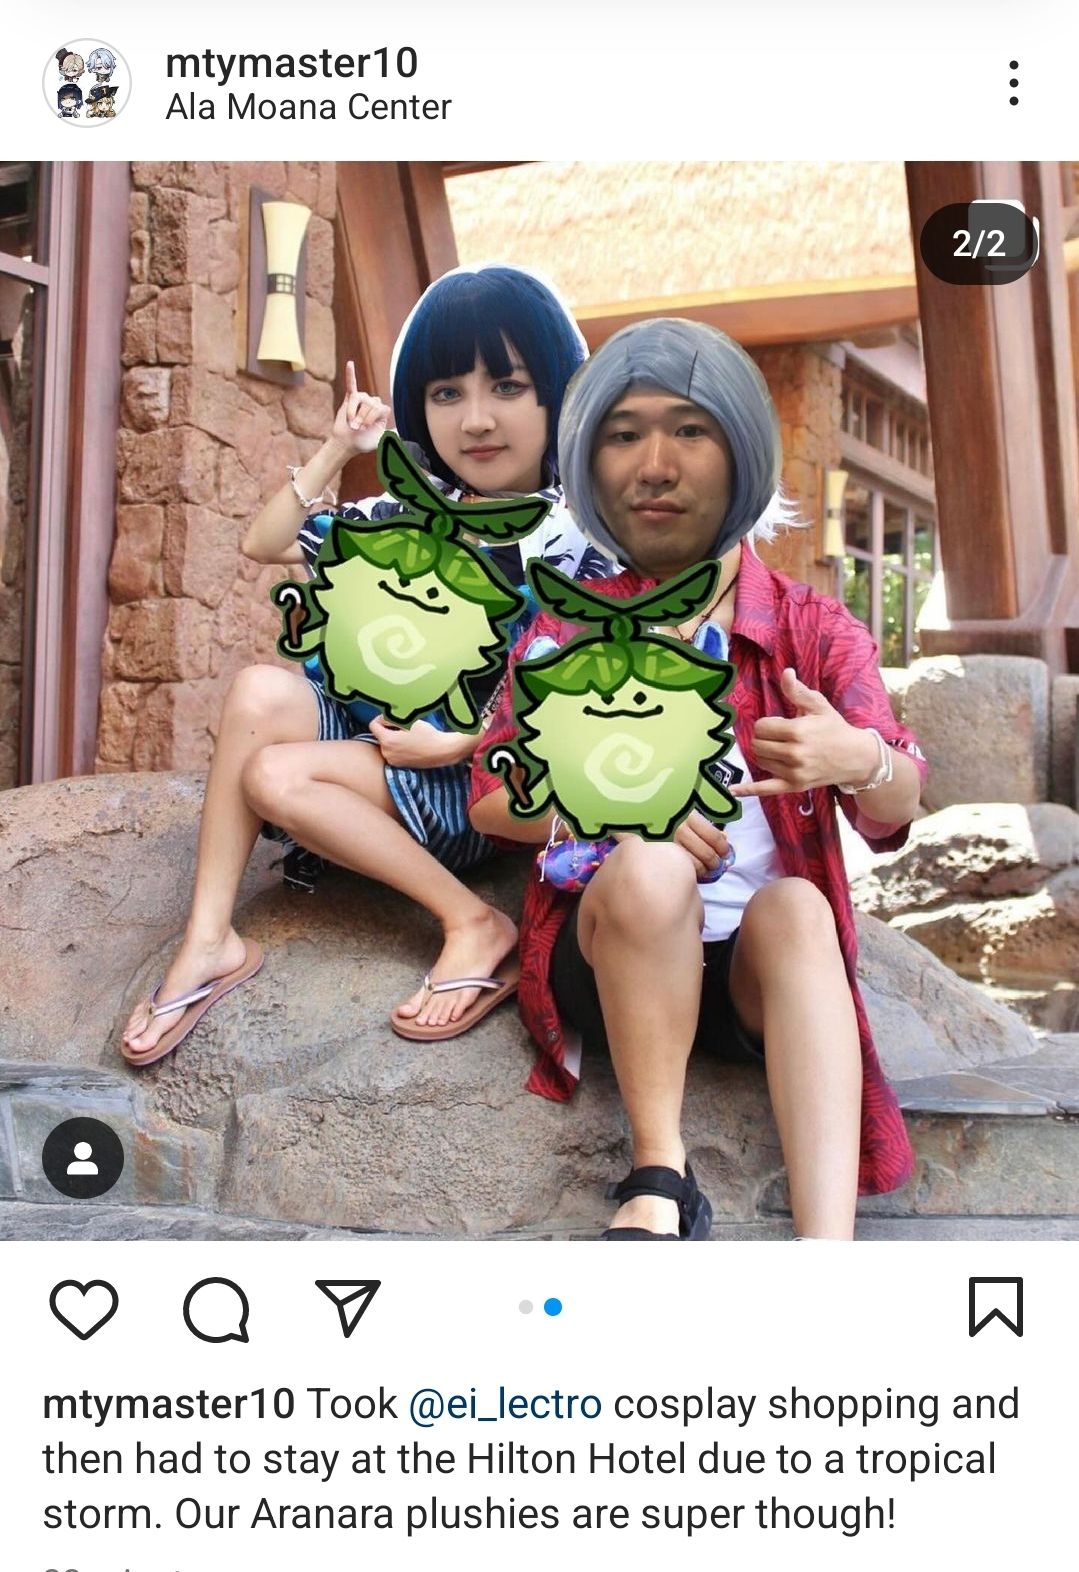 mtymaster10
Ala Moana Center
2/2
mtymaster10 Took @ei_lectro cosplay shopping and
then had to stay at the Hilton Hotel due to a tropical
storm. Our Aranara plushies are super though!